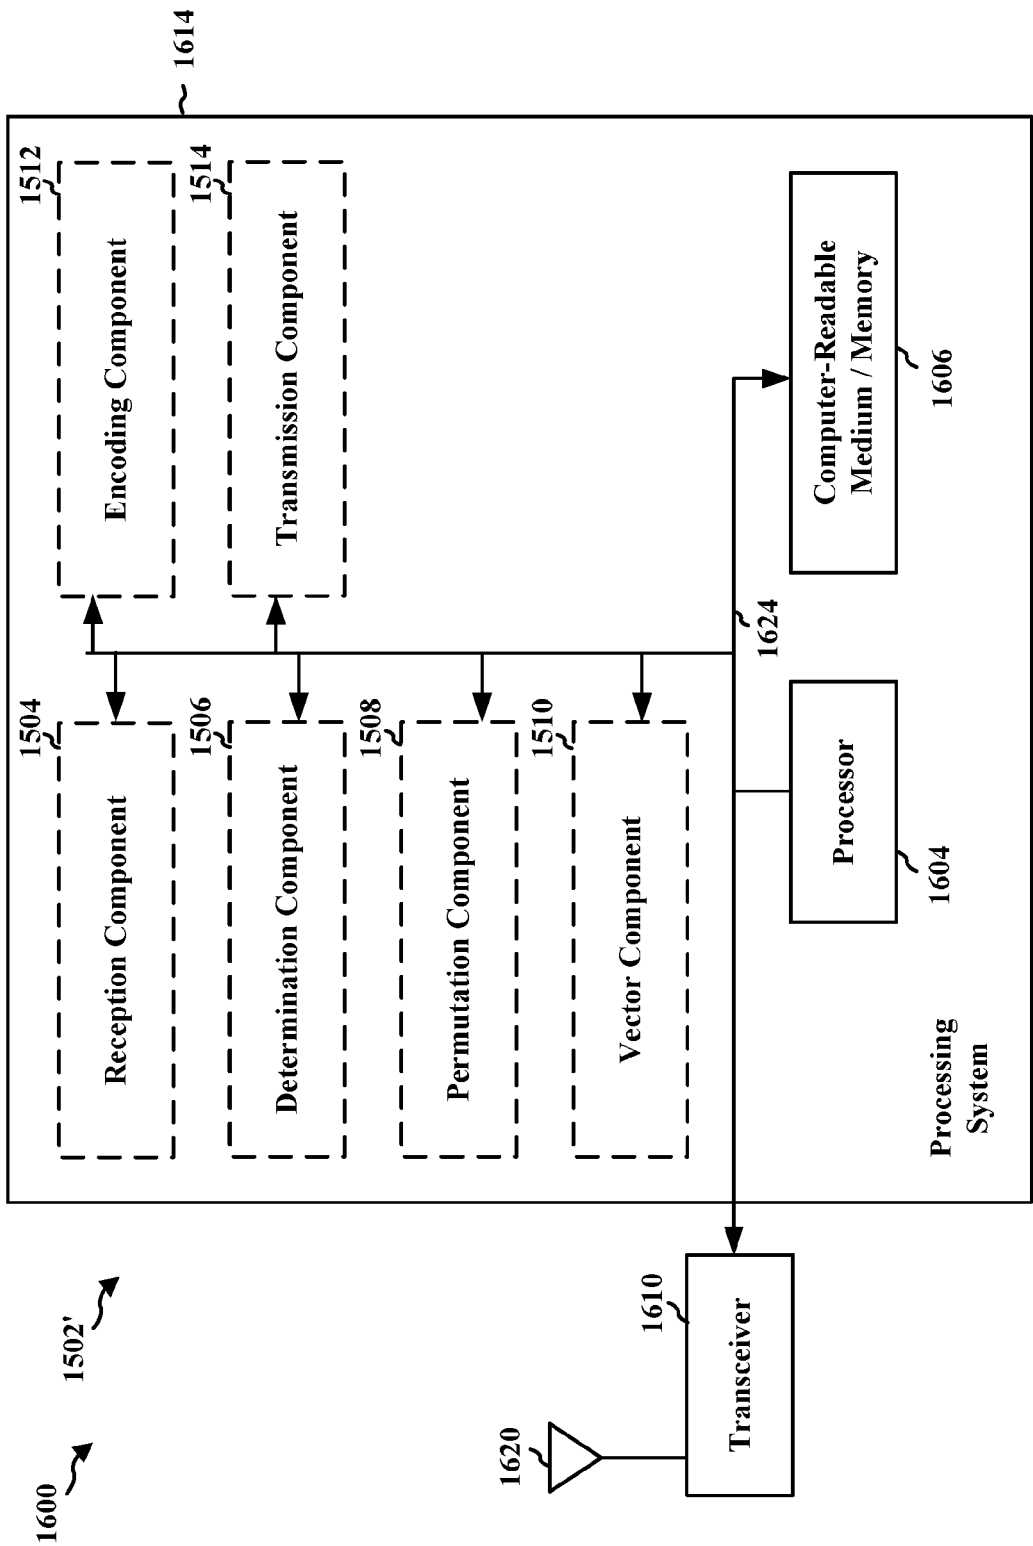 1600
1502'
1614
1504
Reception Component
1512
Encoding Component
1506
Determination Component
1514
Transmission Component
1508
Permutation Component
1510
Vector Component
1620
1610
Transceiver
1624
Processor
1604
Computer-Readable
Medium / Memory
1606
Processing
System